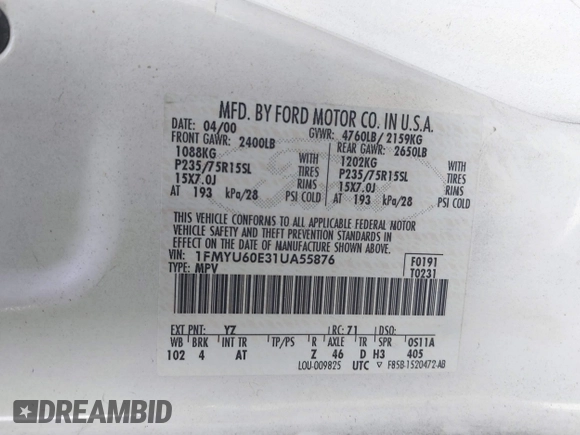 MFD. BY FORD MOTOR CO. IN U.S.A.
DATE: 04/00 GVWR: 4760LB/ 2159KG
FRONT GAWR: 2400LB REAR GAWR: 2650LB
1088KG WITH 1202KG WITH
P235/75R15SL TIRES P235/75R15SL TIRES
15X7.0J RIMS 15X7.0J RIMS
AT 193 kPa/28 PSI COLD AT 193 kPa/28 PSI COLD
THIS VEHICLE CONFORMS TO ALL APPLICABLE FEDERAL MOTOR
VEHICLE SAFETY AND THEFT PREVENTION STANDARDS IN
EFFECT ON THE DATE OF MANUFACTURE SHOWN ABOVE.
VIN: 1FMYU60E31UA55876 F0191
TYPE: MPV T0231
EXT PNT: YZ RC: 71 DSO:
WB BRK INT TR TP/PS R AXLE TR SPR 0S11A
102 4 AT Z 46 D H3 405
LOU-009825 UTC F85B-1520472-AB
DREAMBID
LOT & AUCTION HISTORY